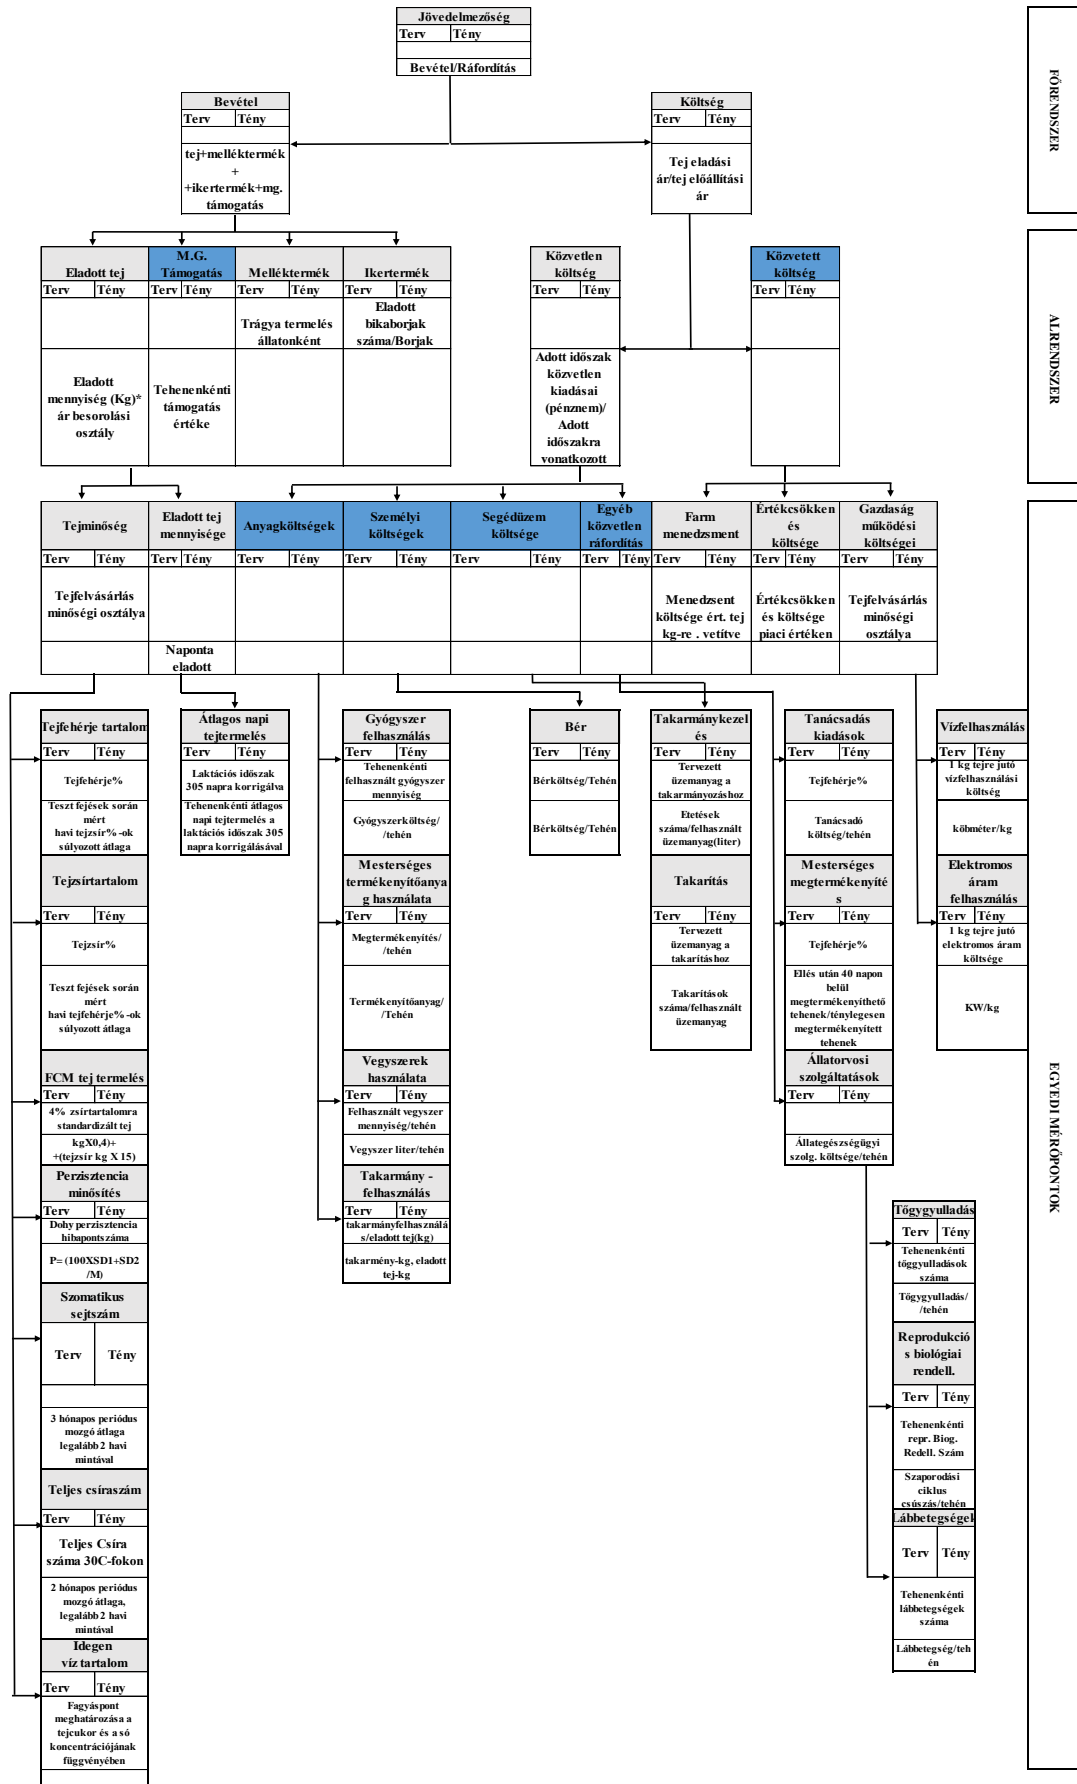 Jövedelmezőség
Terv Tény
Bevétel/Ráfordítás
FŐRENDSZER
Bevétel
Terv Tény
tej+melléktermék
+
+ikertermék+mg.
támogatás
Költség
Terv Tény
Tej eladási
ár/tej előállítási
ár
ALRENDSZER
Eladott tej
Terv Tény
Eladott
mennyiség (Kg)*
ár besorolási
osztály
M.G.
Támogatás
Terv Tény
Tehenenkénti
támogatás
értéke
Melléktermék
Terv Tény
Trágya termelés
állatonként
Ikertermék
Terv Tény
Eladott
bikaborjak
száma/Borjak
Közvetlen
költség
Terv Tény
Adott időszak
közvetlen
kiadásai
(pénznem)/
Adott
időszakra
vonatkozott
Közvetett
költség
Terv Tény
EGYEDI MÉRŐPONTOK
Tejminőség
Terv Tény
Tejfelvásárlás
minőségi osztálya
Eladott tej
mennyisége
Terv Tény
Naponta
eladott
Anyagköltségek
Terv Tény
Személyi
költségek
Terv Tény
Segédüzem
költsége
Terv Tény
Egyéb
közvetlen
ráfordítás
Terv Tény
Farm
menedzsment
Terv Tény
Menedzsent
költsége ért. tej
kg-re . vetítve
Értékcsökken
és
költsége
Terv Tény
Értékcsökken
és költsége
piaci értéken
Gazdaság
működési
költségei
Terv Tény
Tejfelvásárlás
minőségi
osztálya
Tejfehérje tartalom
Terv Tény
Tejfehérje%
Teszt fejések során
mért
havi tejzsír% -ok
súlyozott átlaga
Tejzsírtartalom
Terv Tény
Tejzsír%
Teszt fejések során
mért
havi tejfehérje% -ok
súlyozott átlaga
FCM tej termelés
Terv Tény
4% zsírtartalomra
standardizált tej
kgX0,4)+
+(tejzsír kg X 15)
Perzisztencia
minősítés
Terv Tény
Dohy perzisztencia
hibapontszáma
P= (100XSD1+SD2
/M)
Szomatikus
sejtszám
Terv Tény
3 hónapos periódus
mozgó átlaga
legalább 2 havi
mintával
Teljes csíraszám
Terv Tény
Teljes Csíra
száma 30C-fokon
2 hónapos periódus
mozgó átlaga,
legalább 2 havi
mintával
Idegen
víz tartalom
Terv Tény
Fagyáspont
meghatározása a
tejcukor és a só
koncentrációjának
függvényében
Átlagos napi
tejtermelés
Terv Tény
Laktációs időszak
305 napra korrigálva
Tehenenkénti átlagos
napi tejtermelés a
laktációs időszak 305
napra korrigálásával
Gyógyszer
felhasználás
Terv Tény
Tehenenkénti
felhasznált gyógyszer
mennyiség
Gyógyszerköltség/
/tehén
Mesterséges
termékenyítőanya
g használata
Terv Tény
Megtermékenyítés/
/tehén
Termékenyítőanyag/
/Tehén
Vegyszerek
használata
Terv Tény
Felhasznált vegyszer
mennyiség/tehén
Vegyszer liter/tehén
Takarmány -
felhasználás
Terv Tény
takarmányfelhasználá
s/eladott tej(kg)
takarmény-kg, eladott
tej-kg
Bér
Terv Tény
Bérköltség/Tehén
Bérköltség/Tehén
Takarmánykezel
és
Terv Tény
Tervezett
üzemanyag a
takarmányozáshoz
Etetések
száma/felhasznált
üzemanyag(liter)
Takarítás
Terv Tény
Tervezett
üzemanyag a
takarításhoz
Takarítások
száma/felhasznált
üzemanyag
Tanácsadás
kiadások
Terv Tény
Tejfehérje%
Tanácsadó
költség/tehén
Mesterséges
megtermékenyíté
s
Terv Tény
Tejfehérje%
Ellés után 40 napon
belül
megtermékenyíthető
tehenek/ténylegesen
megtermékenyített
tehenek
Állatorvosi
szolgáltatások
Terv Tény
Állategészségügyi
szolg. költsége/tehén
Vízfelhasználás
Terv Tény
1 kg tejre jutó
vízfelhasználási
költség
köbméter/kg
Elektromos
áram
felhasználás
Terv Tény
1 kg tejre jutó
elektromos áram
költsége
KW/kg
Tőgygyulladás
Terv Tény
Tehenenkénti
tőggyulladások
száma
Tőgygyulladás/
/tehén
Reprodukció
s biológiai
rendell.
Terv Tény
Tehenenkénti
repr. Biog.
Redell. Szám
Szaporodási
ciklus
csúszás/tehén
Lábbetegségek
Terv Tény
Tehenenkénti
lábbetegségek
száma
Lábbetegség/teh
én